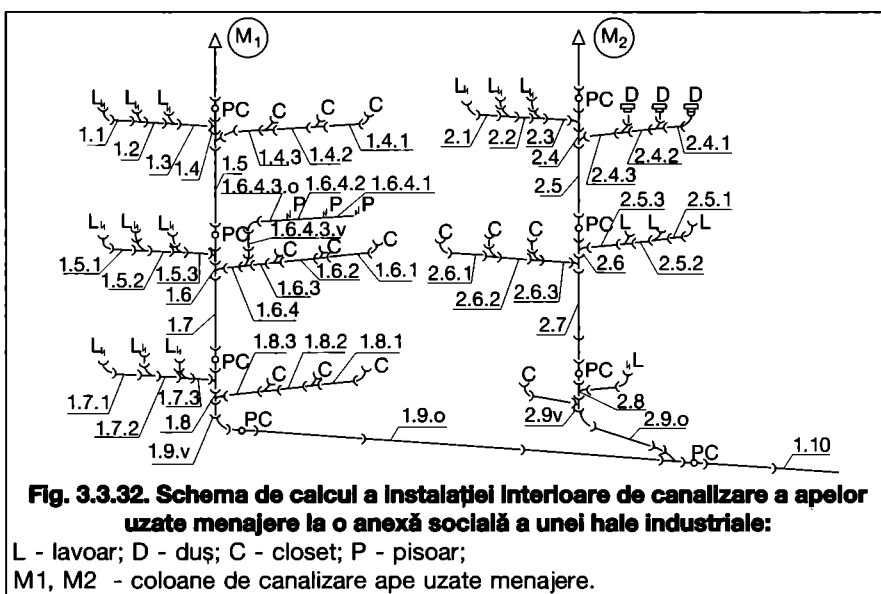 M1 M2
L L L PC C C C L L L PC D D D
1.1 1.2 1.3 1.4 1.4.3 1.4.2 1.4.1 2.1 2.2 2.3 2.4 2.4.3 2.4.2 2.4.1
1.5 2.5
1.6.4.3.o 1.6.4.2 1.6.4.1 2.5.3 2.5.1
P P P
L L L PC 1.6.4.3.v C C C C C C PC L L L
1.5.1 1.5.2 1.5.3 1.6 1.6.4 1.6.3 1.6.2 1.6.1 2.6.1 2.6.2 2.6.3 2.6 2.5.2
1.7 2.7
L L L PC 1.8.3 1.8.2 1.8.1 C C C C PC L
1.7.1 1.7.2 1.7.3 1.8 2.9v 2.8
1.9.v PC 1.9.o 2.9.o PC 1.10
Fig. 3.3.32. Schema de calcul a instalației interioare de canalizare a apelor
uzate menajere la o anexă socială a unei hale industriale:
L - lavoar; D - duș; C - closet; P - pisoar;
M1, M2 - coloane de canalizare ape uzate menajere.